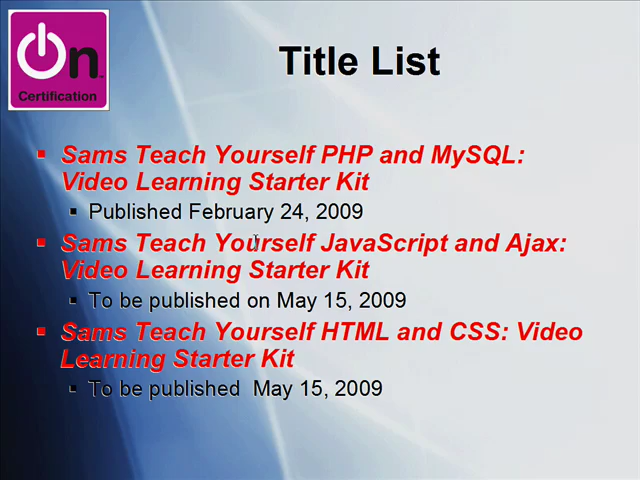 On
Certification
Title List
Sams Teach Yourself PHP and MySQL:
Video Learning Starter Kit
Published February 24, 2009
Sams Teach Yourself JavaScript and Ajax:
Video Learning Starter Kit
To be published on May 15, 2009
Sams Teach Yourself HTML and CSS: Video
Learning Starter Kit
To be published May 15, 2009